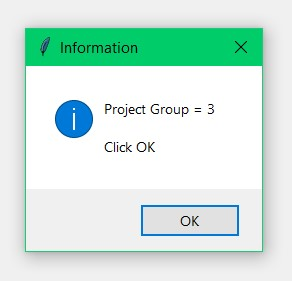 Information
Project Group = 3
Click OK
OK